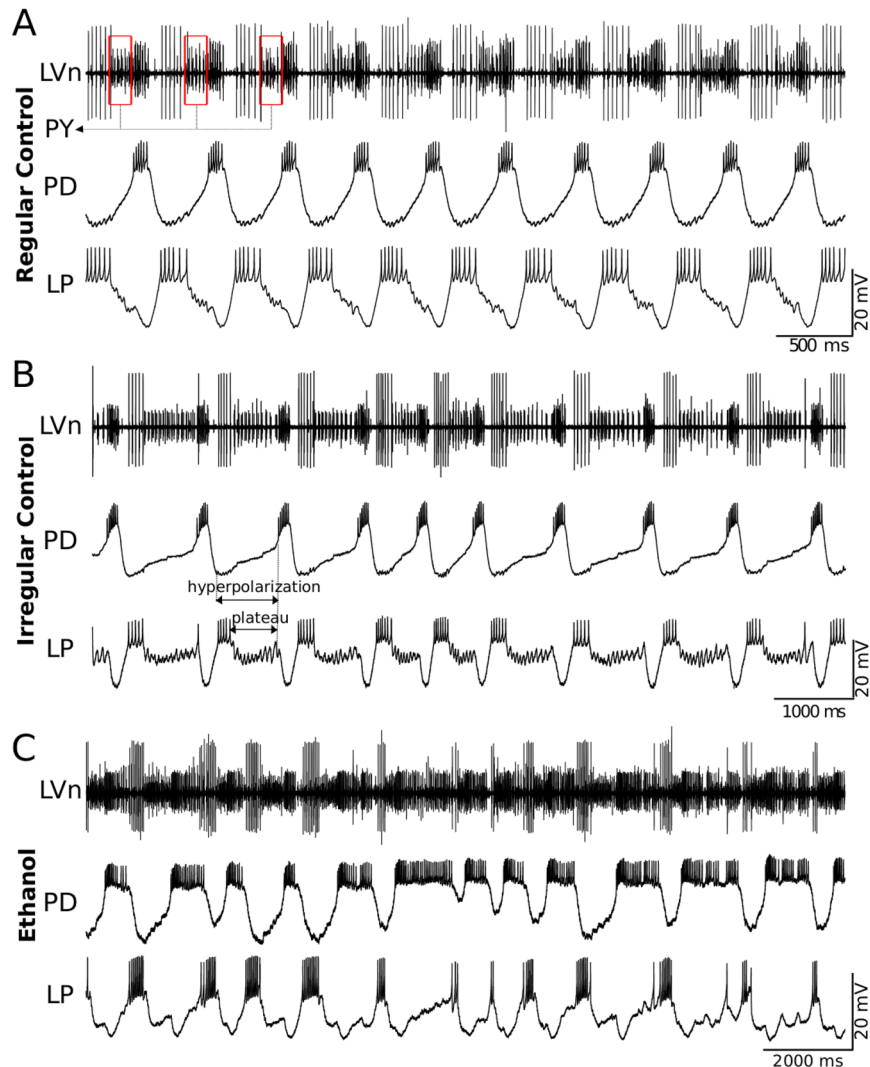 A
Regular Control
LVn
PY
PD
LP
20 mV
500 ms
B
Irregular Control
LVn
PD
hyperpolarization
plateau
LP
20 mV
1000 ms
C
Ethanol
LVn
PD
LP
20 mV
2000 ms